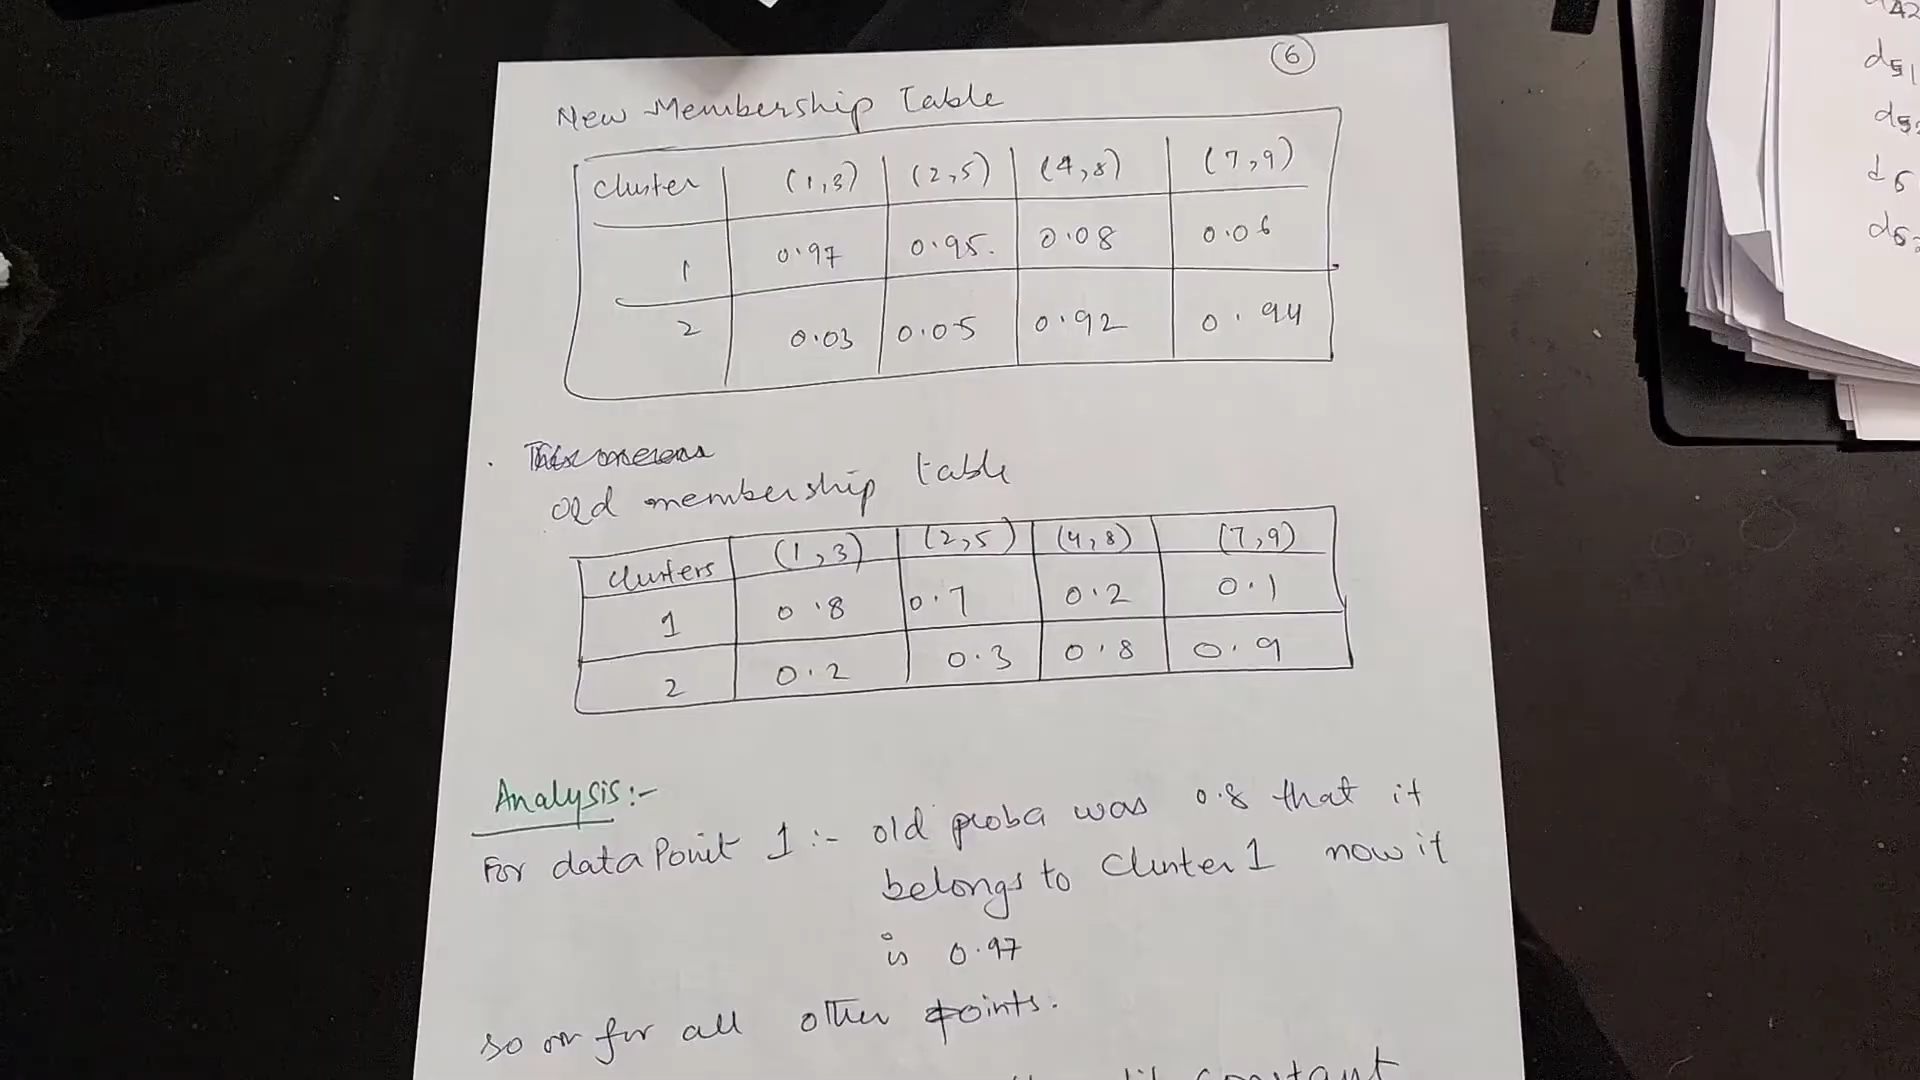 6
New Membership Table
cluster (1,3) (2,5) (4,8) (7,9)
1 0.97 0.95. 0.08 0.06
2 0.03 0.05 0.92 0.94
old membership table
clusters (1,3) (2,5) (4,8) (7,9)
1 0.8 0.7 0.2 0.1
2 0.2 0.3 0.8 0.9
Analysis:-
For data Point 1:- old proba was 0.8 that it
belongs to Cluster 1 now it
is 0.97
so on for all other points.
constant
d51
d5